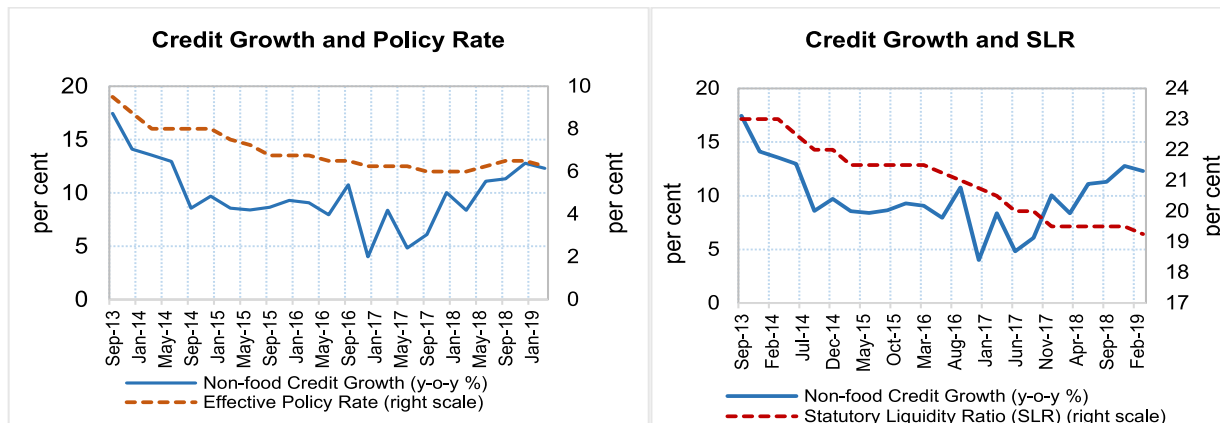 Credit Growth and Policy Rate
20
15
10
5
0
per cent
10
8
6
4
2
0
per cent
Sep-13
Jan-14
May-14
Sep-14
Jan-15
May-15
Sep-15
Jan-16
May-16
Sep-16
Jan-17
May-17
Sep-17
Jan-18
May-18
Sep-18
Jan-19
Non-food Credit Growth (y-o-y %)
Effective Policy Rate (right scale)
Credit Growth and SLR
20
15
10
5
0
per cent
24
23
22
21
20
19
18
17
per cent
Sep-13
Feb-14
Jul-14
Dec-14
May-15
Oct-15
Mar-16
Aug-16
Jan-17
Jun-17
Nov-17
Apr-18
Sep-18
Feb-19
Non-food Credit Growth (y-o-y %)
Statutory Liquidity Ratio (SLR) (right scale)